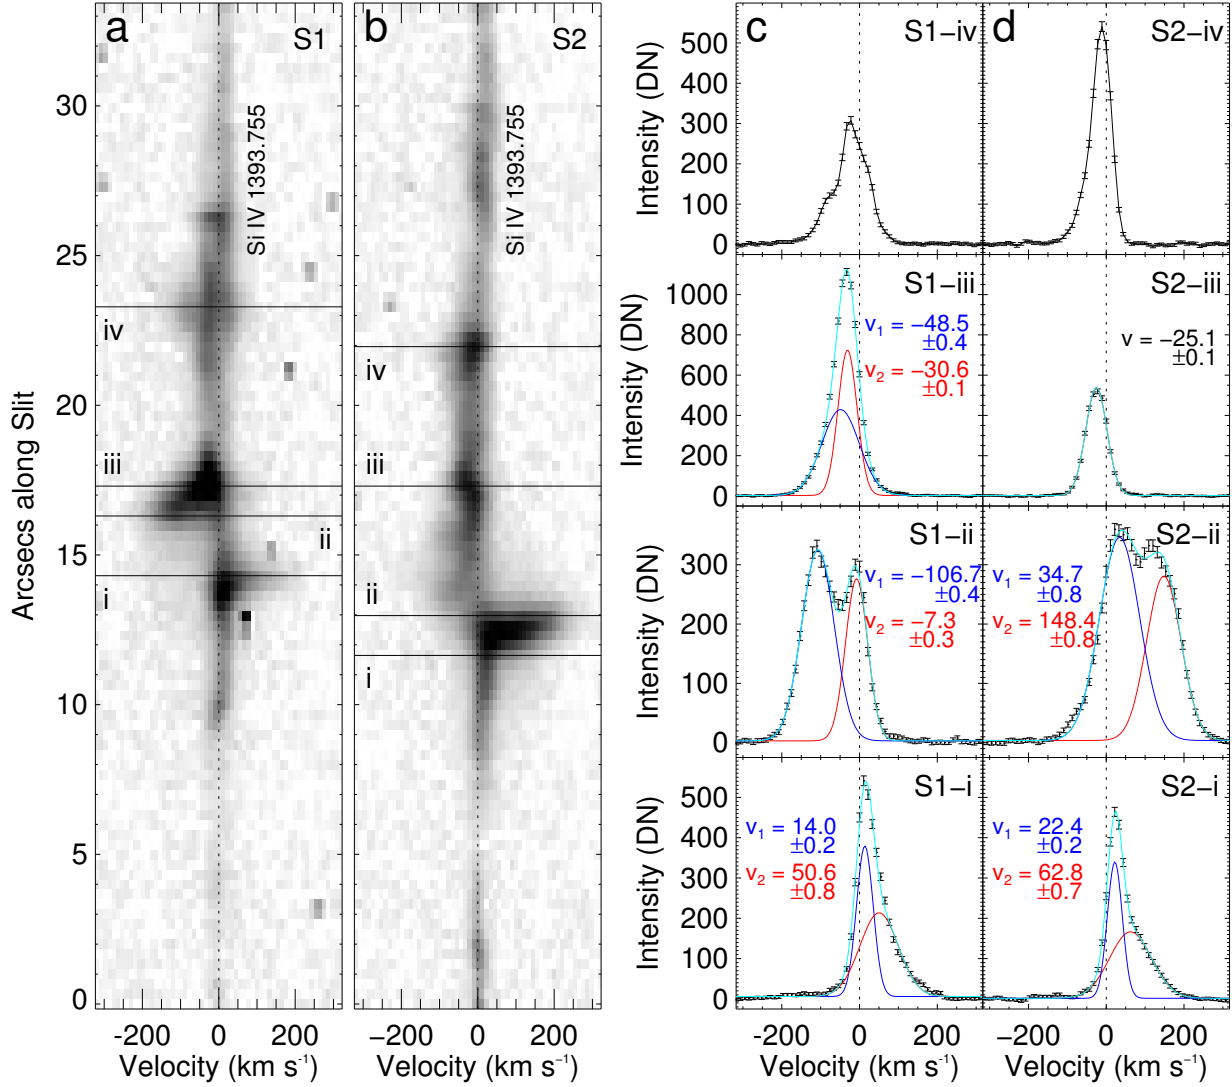 a
S1
Si IV 1393.755
iv
iii
ii
i
Arcsecs along Slit
30
25
20
15
10
5
0
-200
0
200
Velocity (km s⁻¹)
b
S2
Si IV 1393.755
iv
iii
ii
i
-200
0
200
Velocity (km s⁻¹)
c
S1−iv
Intensity (DN)
500
400
300
200
100
0
d
S2−iv
S1−iii
v₁ = −48.5
±0.4
v₂ = −30.6
±0.1
Intensity (DN)
1000
800
600
400
200
0
S2−iii
v = −25.1
±0.1
S1−ii
v₁ = −106.7
±0.4
v₂ = −7.3
±0.3
Intensity (DN)
300
200
100
0
S2−ii
v₁ = 34.7
±0.8
v₂ = 148.4
±0.8
S1−i
v₁ = 14.0
±0.2
v₂ = 50.6
±0.8
Intensity (DN)
500
400
300
200
100
0
-200
0
200
Velocity (km s⁻¹)
S2−i
v₁ = 22.4
±0.2
v₂ = 62.8
±0.7
−200
0
200
Velocity (km s⁻¹)